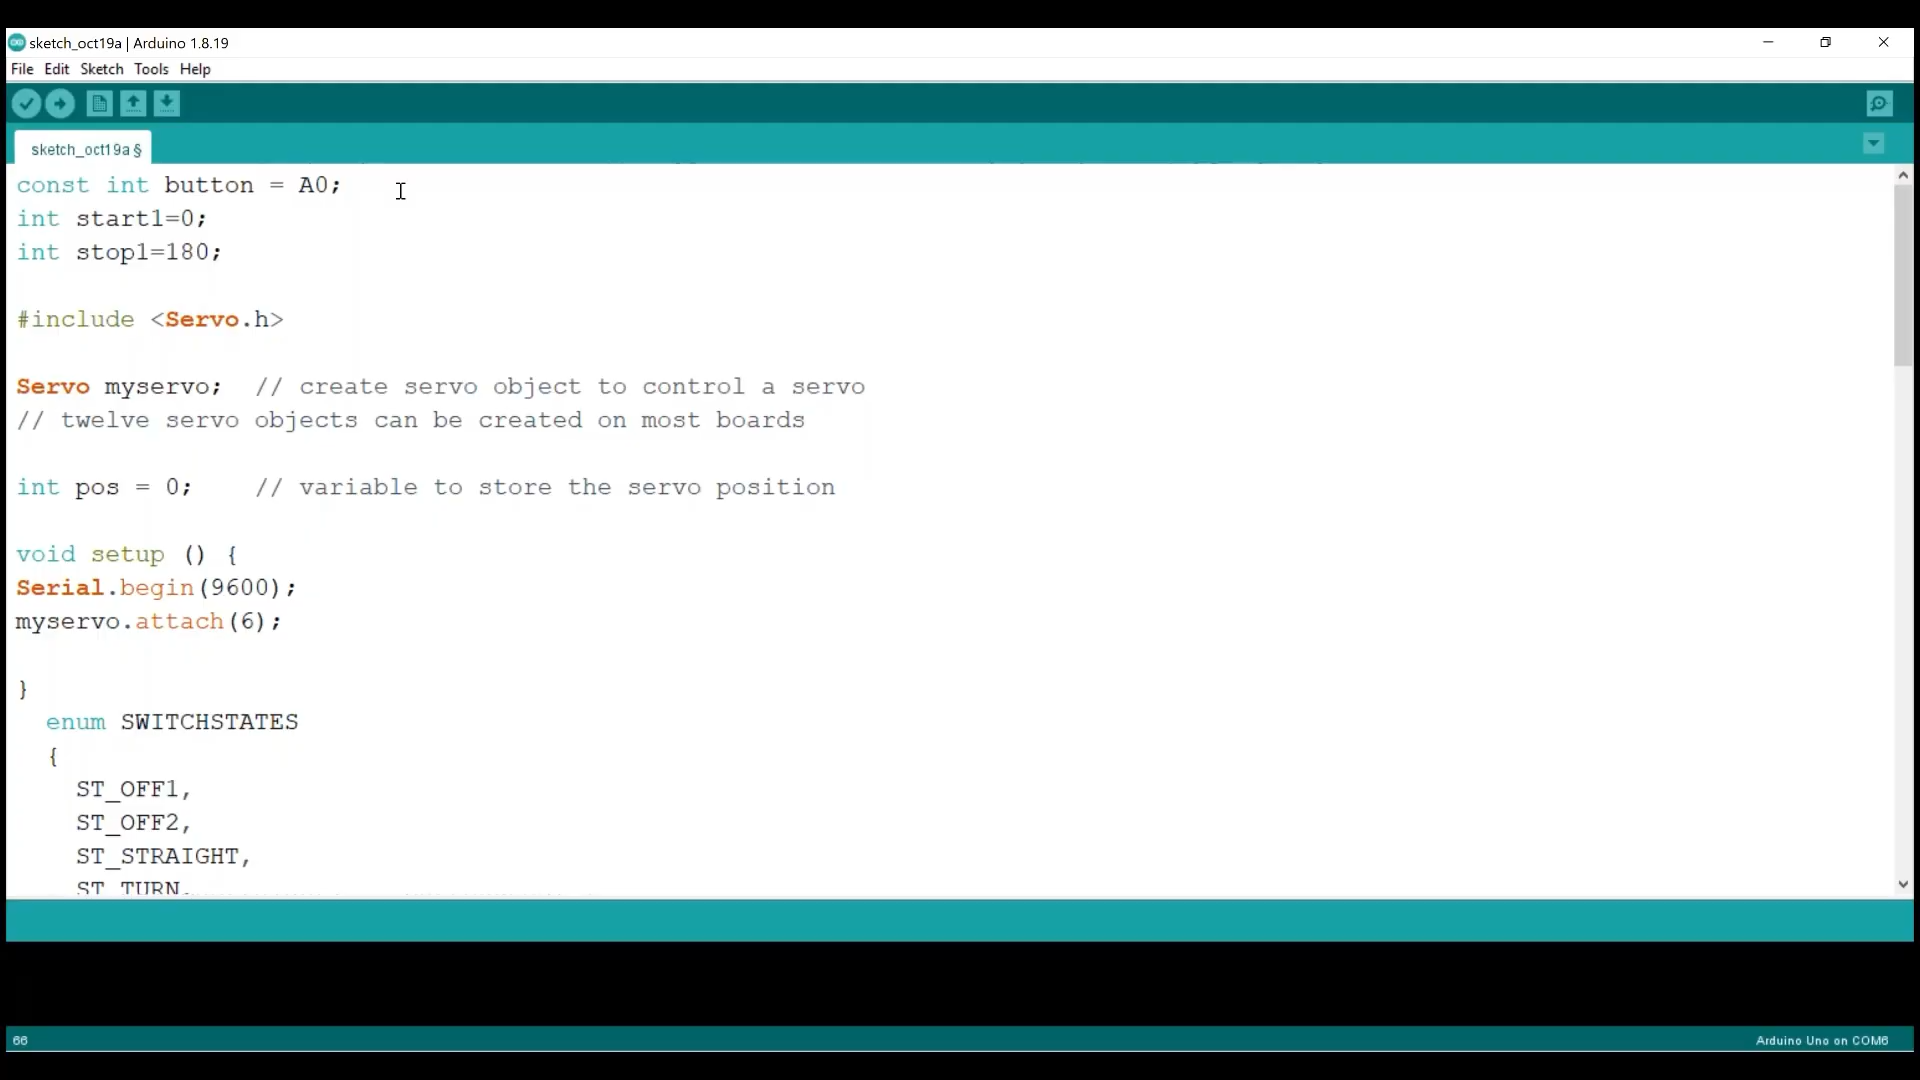 sketch_oct19a | Arduino 1.8.19
File Edit Sketch Tools Help
sketch_oct19a §
const int button = A0;
int start1=0;
int stop1=180;
#include <Servo.h>
Servo myservo;  // create servo object to control a servo
// twelve servo objects can be created on most boards
int pos = 0;    // variable to store the servo position
void setup () {
Serial.begin(9600);
myservo.attach(6);
}
enum SWITCHSTATES
{
ST_OFF1,
ST_OFF2,
ST_STRAIGHT,
ST_TURN,
66
Arduino Uno on COM6